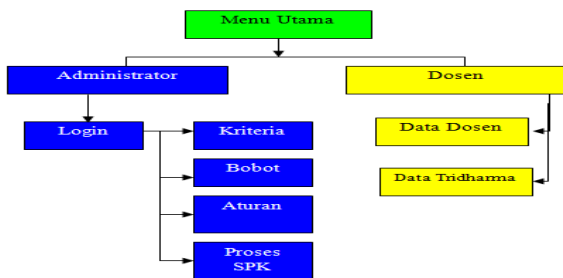 Menu Utama
Administrator
Dosen
Login
Kriteria
Data Dosen
Bobot
Data Tridharma
Aturan
Proses
SPK